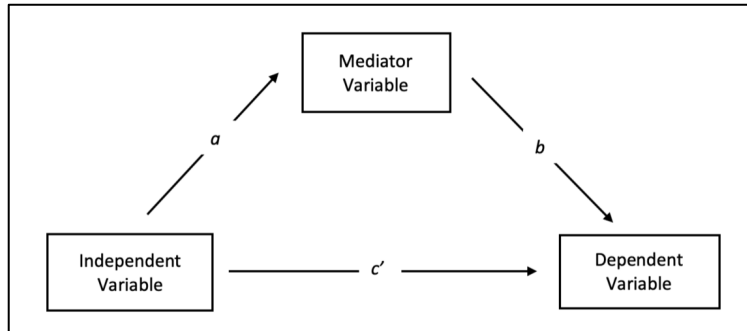 Mediator
Variable
a
b
Independent
Variable
c′
Dependent
Variable